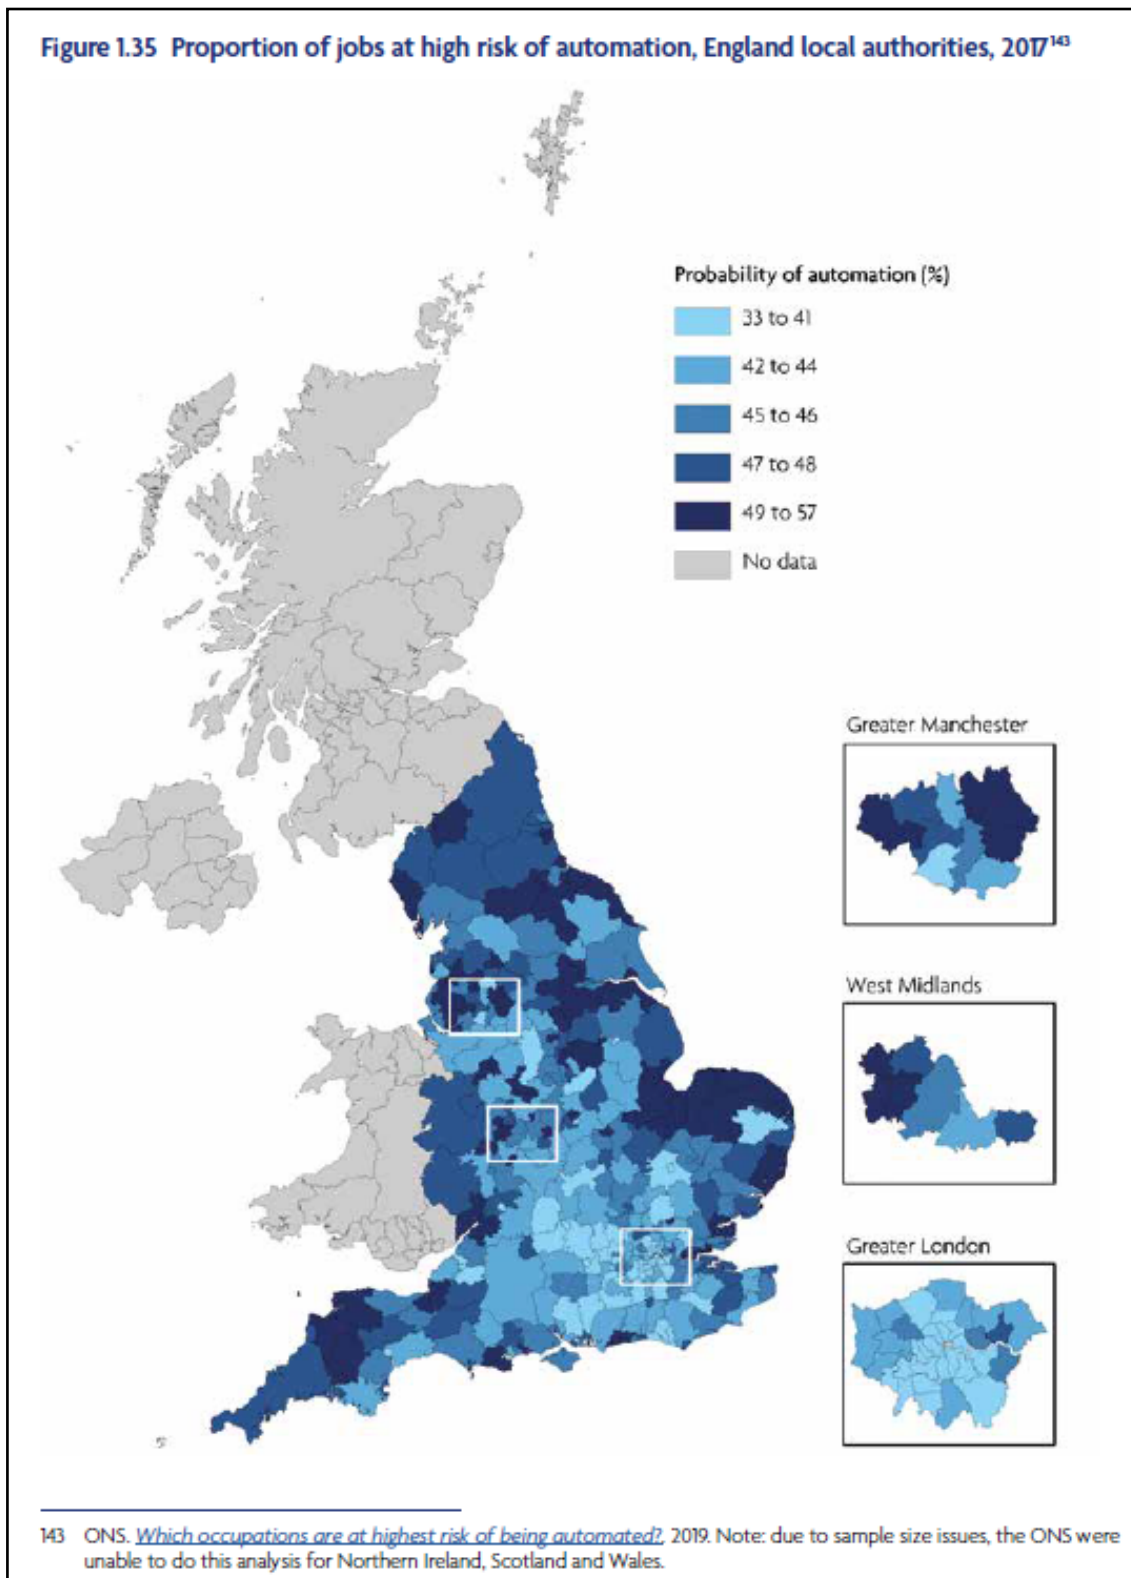 Figure 1.35 Proportion of jobs at high risk of automation, England local authorities, 2017¹⁴³
Probability of automation (%)
33 to 41
42 to 44
45 to 46
47 to 48
49 to 57
No data
Greater Manchester
West Midlands
Greater London
143 ONS. Which occupations are at highest risk of being automated?, 2019. Note: due to sample size issues, the ONS were
unable to do this analysis for Northern Ireland, Scotland and Wales.